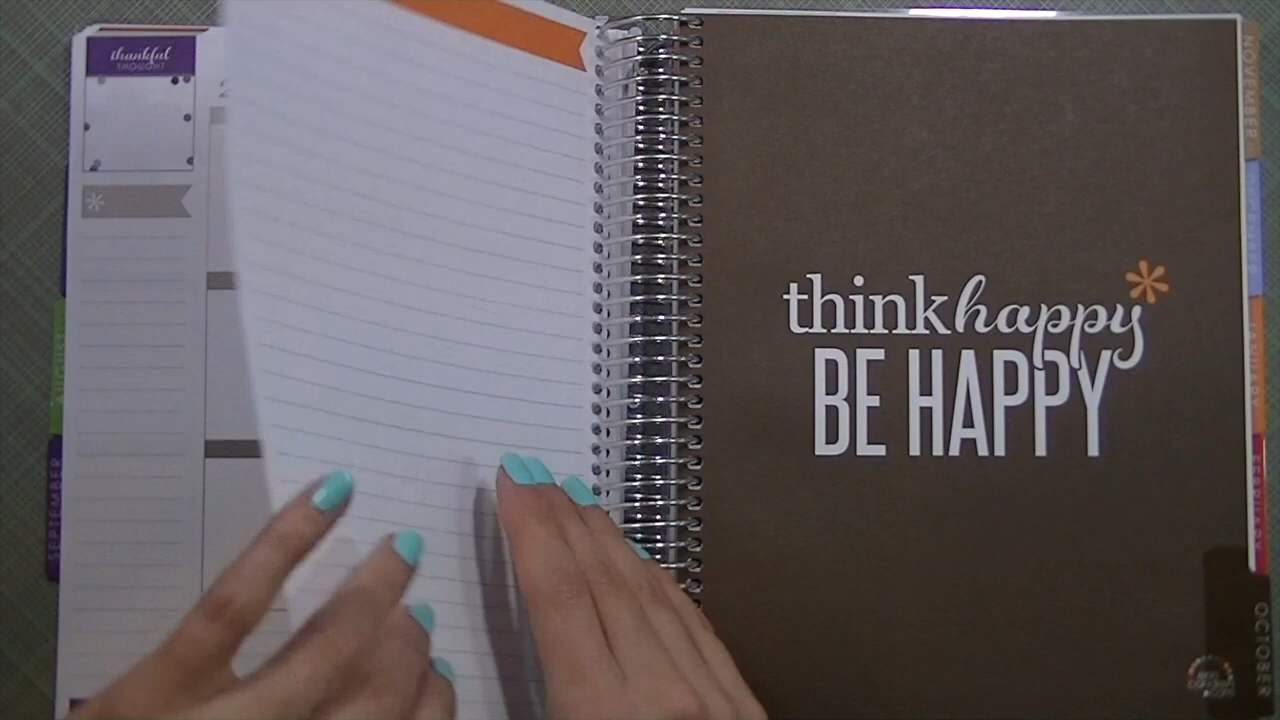 thankful
THOUGHT
AUGUST
SEPTEMBER
think happy
BE HAPPY
NOVEMBER
JANUARY
FEBRUARY
OCTOBER